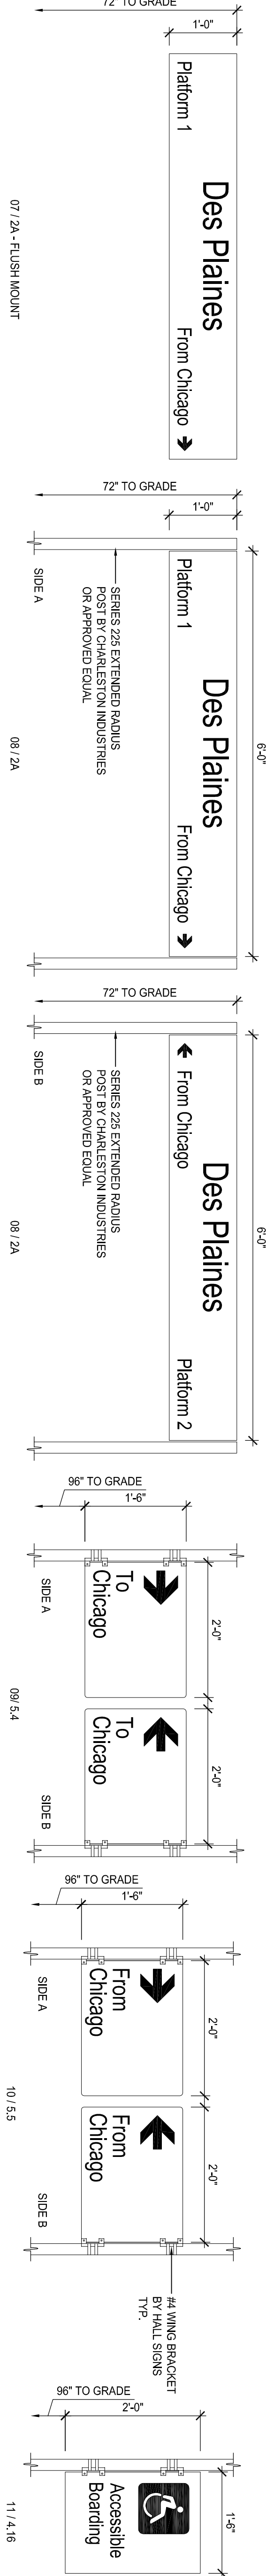 72" TO GRADE
1'-0"
Des Plaines
Platform 1
From Chicago
07 / 2A - FLUSH MOUNT
72" TO GRADE
1'-0"
6'-0"
Des Plaines
Platform 1
From Chicago
SERIES 225 EXTENDED RADIUS
POST BY CHARLESTON INDUSTRIES
OR APPROVED EQUAL
SIDE A
08 / 2A
72" TO GRADE
6'-0"
Des Plaines
From Chicago
Platform 2
SERIES 225 EXTENDED RADIUS
POST BY CHARLESTON INDUSTRIES
OR APPROVED EQUAL
SIDE B
08 / 2A
96" TO GRADE
1'-6"
2'-0"
2'-0"
To
Chicago
To
Chicago
SIDE A
09/ 5.4
SIDE B
96" TO GRADE
1'-6"
2'-0"
2'-0"
From
Chicago
From
Chicago
SIDE A
10 / 5.5
SIDE B
#4 WING BRACKET
BY HALL SIGNS
TYP.
96" TO GRADE
2'-0"
1'-6"
Accessible
Boarding
11 / 4.16